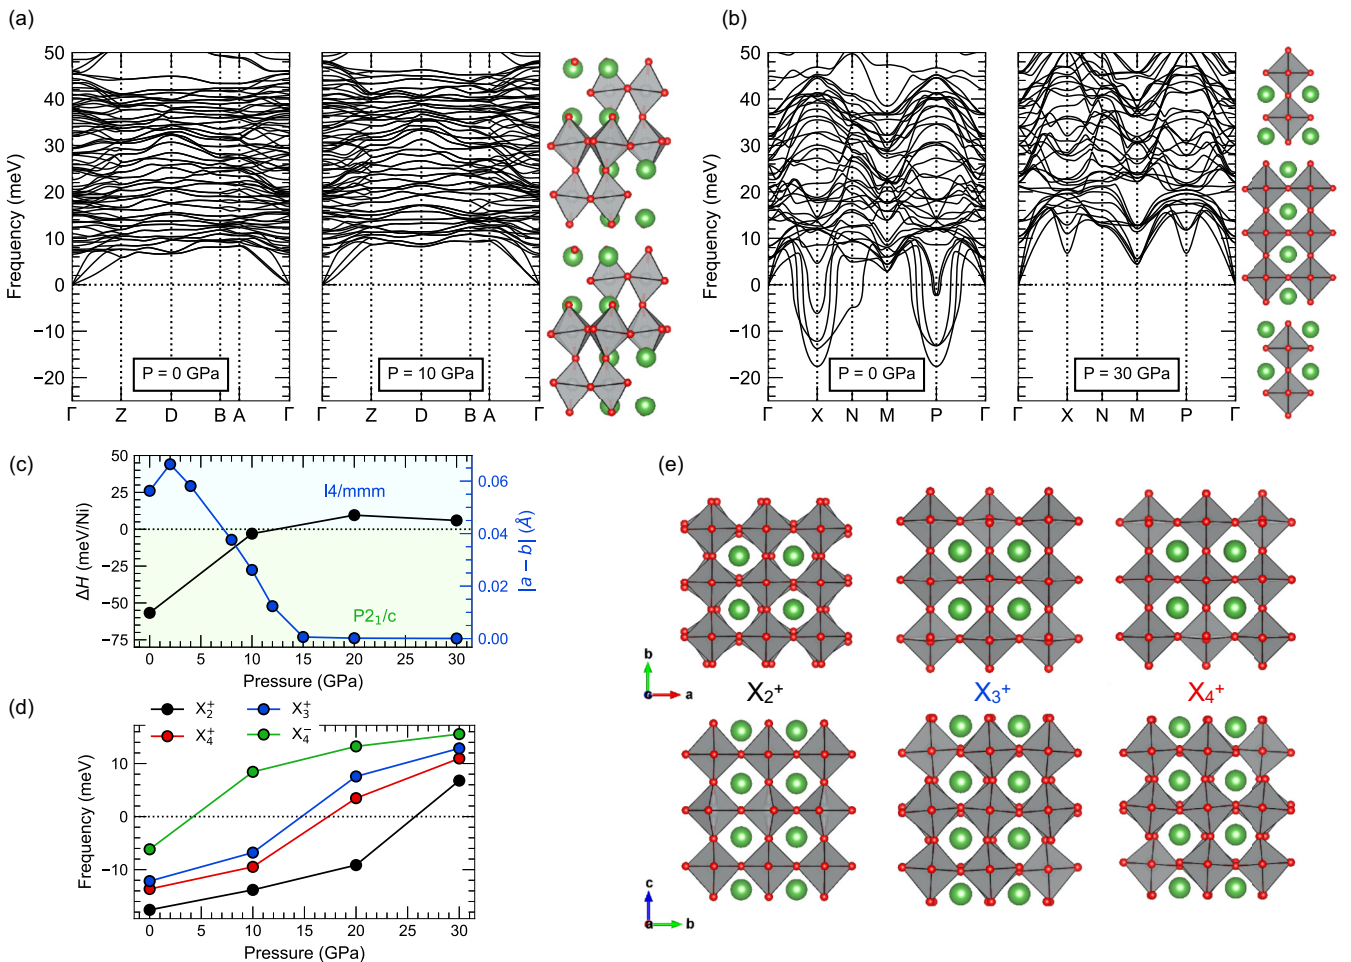 (a)
50
40
30
20
10
0
−10
−20
Frequency (meV)
P = 0 GPa
P = 10 GPa
Γ Z D B A Γ
Γ Z D B A Γ
(b)
50
40
30
20
10
0
−10
−20
Frequency (meV)
P = 0 GPa
P = 30 GPa
Γ X N M P Γ
Γ X N M P Γ
(c)
50
25
0
−25
−50
−75
ΔH (meV/Ni)
I4/mmm
P2₁/c
0.06
0.04
0.02
0.00
|a − b| (Å)
0 5 10 15 20 25 30
Pressure (GPa)
(d)
X₂⁺ X₃⁺
X₄⁺ X₄⁻
10
0
−10
Frequency (meV)
0 5 10 15 20 25 30
Pressure (GPa)
(e)
b
c a
X₂⁺ X₃⁺ X₄⁺
c
a b